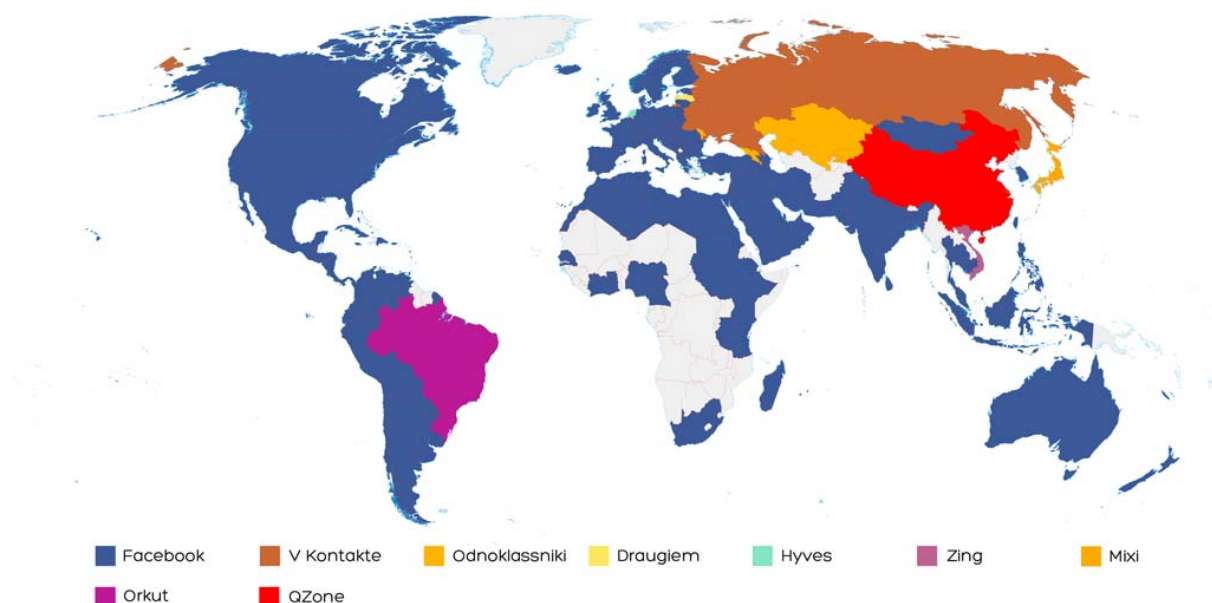 Facebook V Kontakte Odnoklassniki Draugiem Hyves Zing Mixi
Orkut QZone